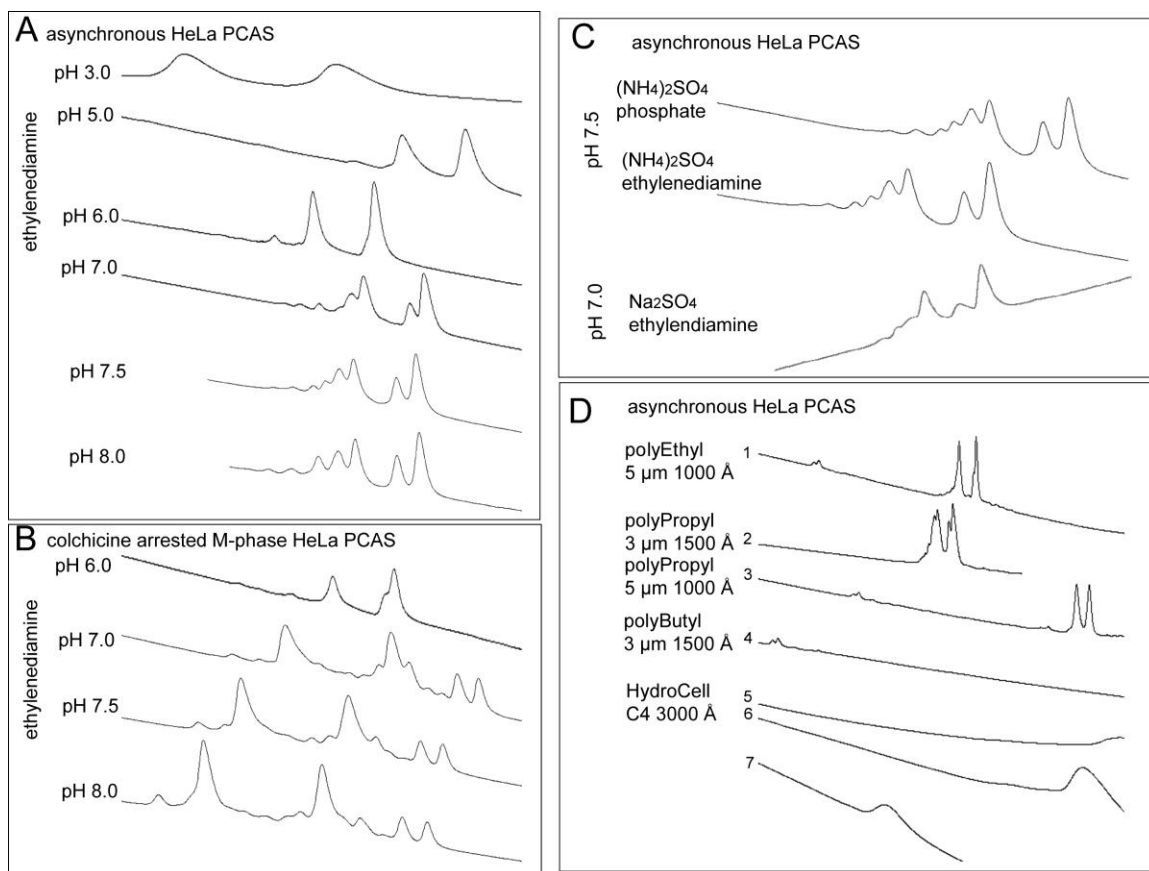 A asynchronous HeLa PCAS
ethylenediamine
pH 3.0
pH 5.0
pH 6.0
pH 7.0
pH 7.5
pH 8.0
B colchicine arrested M-phase HeLa PCAS
ethylenediamine
pH 6.0
pH 7.0
pH 7.5
pH 8.0
C asynchronous HeLa PCAS
pH 7.5
(NH4)2SO4
phosphate
(NH4)2SO4
ethylenediamine
pH 7.0
Na2SO4
ethylendiamine
D asynchronous HeLa PCAS
polyEthyl 1
5 µm 1000 Å
polyPropyl
3 µm 1500 Å 2
polyPropyl 3
5 µm 1000 Å
polyButyl 4
3 µm 1500 Å
HydroCell 5
C4 3000 Å 6
7